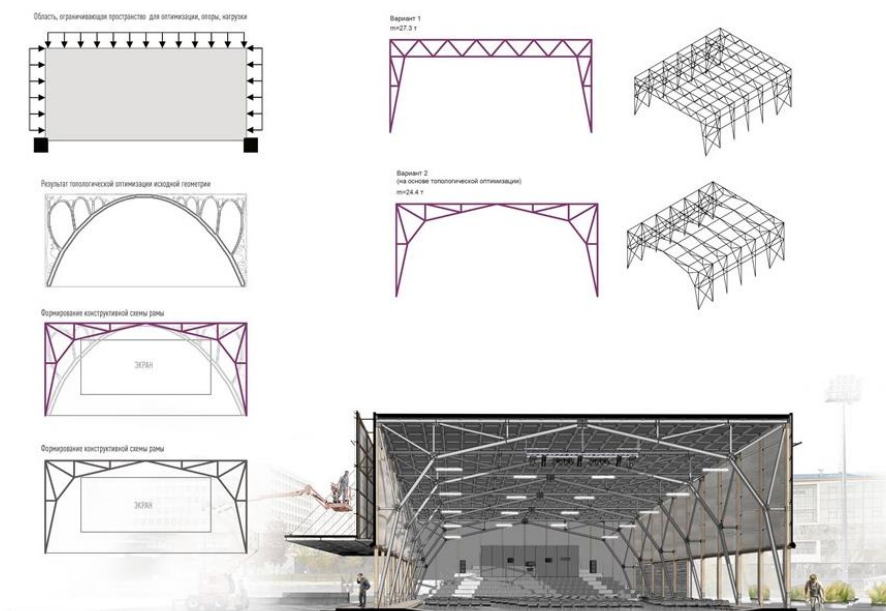 Область, ограничивающая пространство для оптимизации, опоры, нагрузки
Результат топологической оптимизации исходной геометрии
Формирование конструктивной схемы рамы
ЭКРАН
Формирование конструктивной схемы рамы
ЭКРАН
Вариант 1
m=27.3 т
Вариант 2
(на основе топологической оптимизации)
m=24.4 т